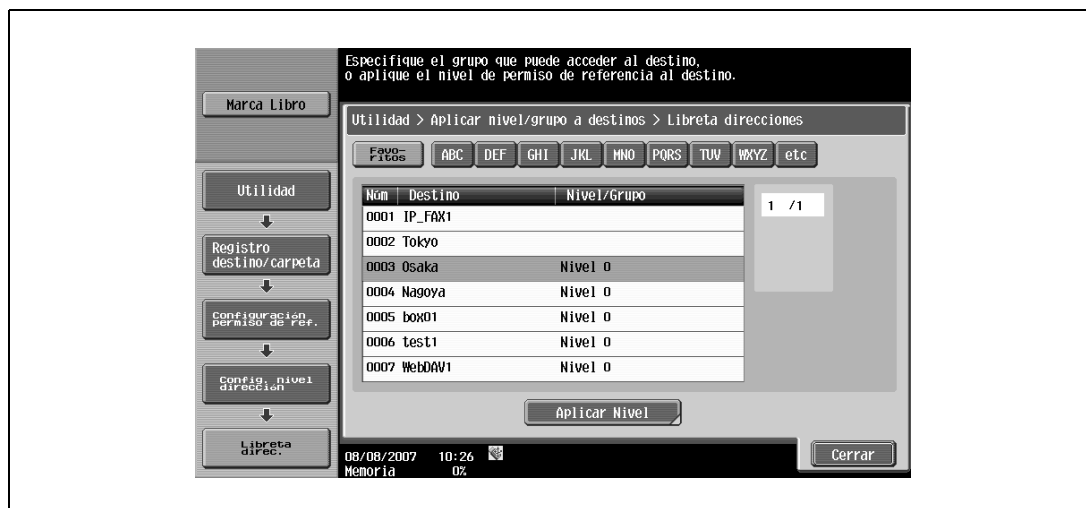 Especifique el grupo que puede acceder al destino,
o aplique el nivel de permiso de referencia al destino.
Marca Libro
Utilidad > Aplicar nivel/grupo a destinos > Libreta direcciones
Favo-
ritos
ABC DEF GHI JKL MNO PQRS TUV WXYZ etc
Utilidad
Registro
destino/carpeta
Configuración
permiso de ref.
Config. nivel
dirección
Libreta
direc.
Núm Destino Nivel/Grupo
0001 IP_FAX1
0002 Tokyo
0003 Osaka Nivel 0
0004 Nagoya Nivel 0
0005 box01 Nivel 0
0006 test1 Nivel 0
0007 WebDAV1 Nivel 0
1 /1
Aplicar Nivel
08/08/2007 10:26
Memoria 0%
Cerrar